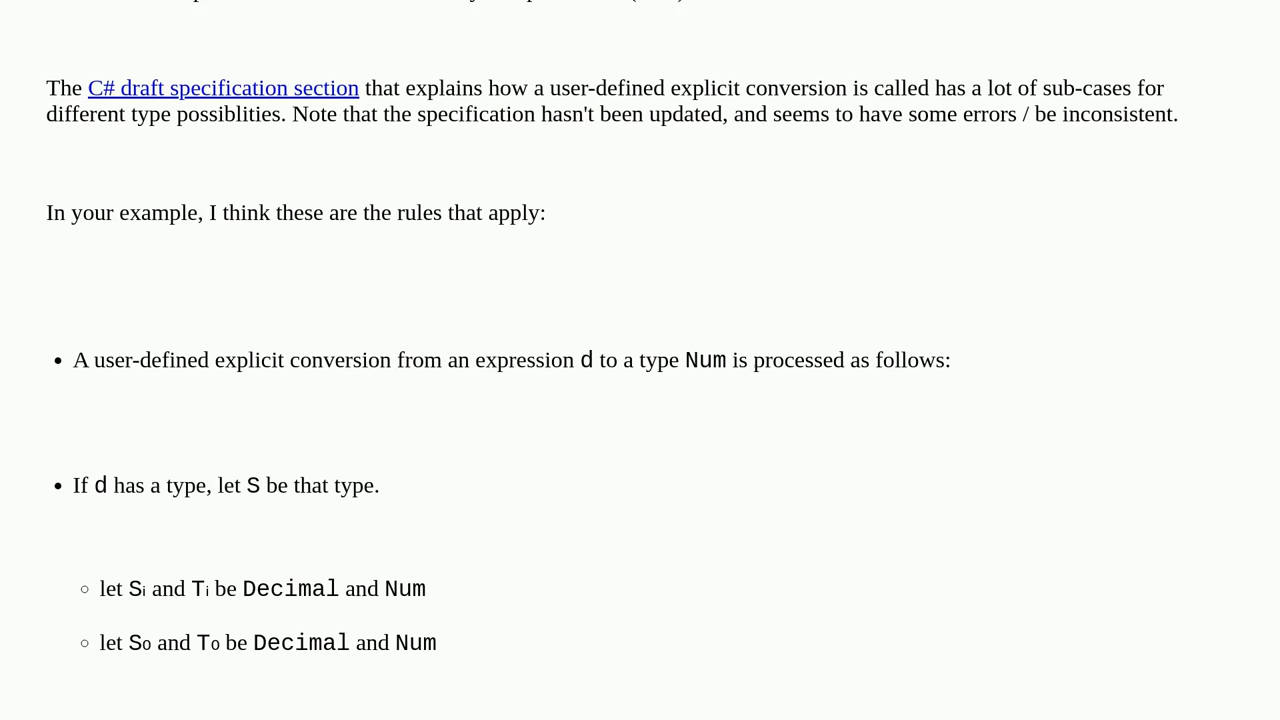 The C# draft specification section that explains how a user-defined explicit conversion is called has a lot of sub-cases for
different type possiblities. Note that the specification hasn't been updated, and seems to have some errors / be inconsistent.
In your example, I think these are the rules that apply:
• A user-defined explicit conversion from an expression d to a type Num is processed as follows:
• If d has a type, let S be that type.
◦ let Sᵢ and Tᵢ be Decimal and Num
◦ let S₀ and T₀ be Decimal and Num